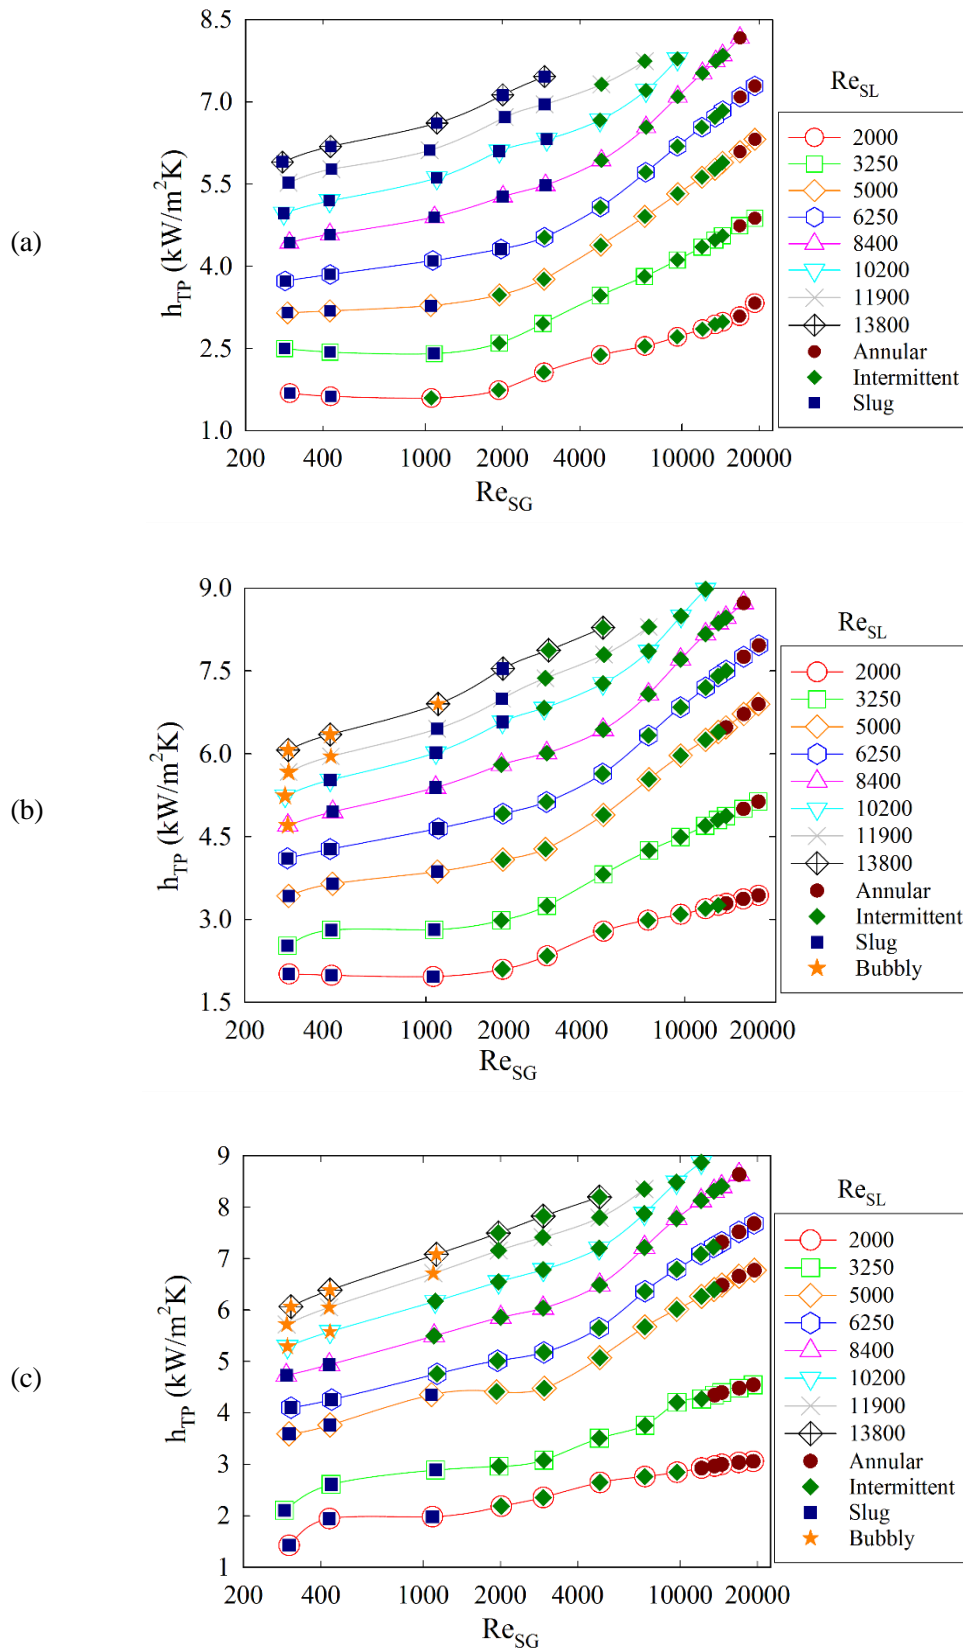 (a)
h_TP (kW/m²K)
8.5
7.0
5.5
4.0
2.5
1.0
200 400 1000 2000 4000 10000 20000
Re_SG
Re_SL
2000
3250
5000
6250
8400
10200
11900
13800
Annular
Intermittent
Slug
(b)
h_TP (kW/m²K)
9.0
7.5
6.0
4.5
3.0
1.5
200 400 1000 2000 4000 10000 20000
Re_SG
Re_SL
2000
3250
5000
6250
8400
10200
11900
13800
Annular
Intermittent
Slug
Bubbly
(c)
h_TP (kW/m²K)
9
8
7
6
5
4
3
2
1
200 400 1000 2000 4000 10000 20000
Re_SG
Re_SL
2000
3250
5000
6250
8400
10200
11900
13800
Annular
Intermittent
Slug
Bubbly